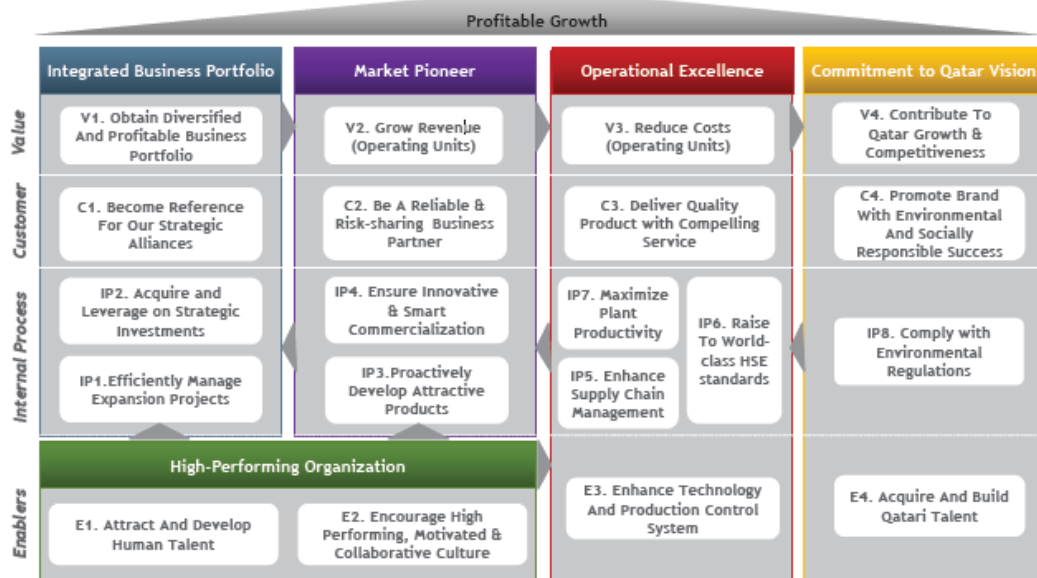 Profitable Growth
Integrated Business Portfolio
Market Pioneer
Operational Excellence
Commitment to Qatar Vision
Value
V1. Obtain Diversified
And Profitable Business
Portfolio
V2. Grow Revenue
(Operating Units)
V3. Reduce Costs
(Operating Units)
V4. Contribute To
Qatar Growth &
Competitiveness
Customer
C1. Become Reference
For Our Strategic
Alliances
C2. Be A Reliable &
Risk-sharing Business
Partner
C3. Deliver Quality
Product with Compelling
Service
C4. Promote Brand
With Environmental
And Socially
Responsible Success
Internal Process
IP2. Acquire and
Leverage on Strategic
Investments
IP1.Efficiently Manage
Expansion Projects
IP4. Ensure Innovative
& Smart
Commercialization
IP3.Proactively
Develop Attractive
Products
IP7. Maximize
Plant
Productivity
IP5. Enhance
Supply Chain
Management
IP6. Raise
To World-
class HSE
standards
IP8. Comply with
Environmental
Regulations
High-Performing Organization
Enablers
E1. Attract And Develop
Human Talent
E2. Encourage High
Performing, Motivated &
Collaborative Culture
E3. Enhance Technology
And Production Control
System
E4. Acquire And Build
Qatari Talent